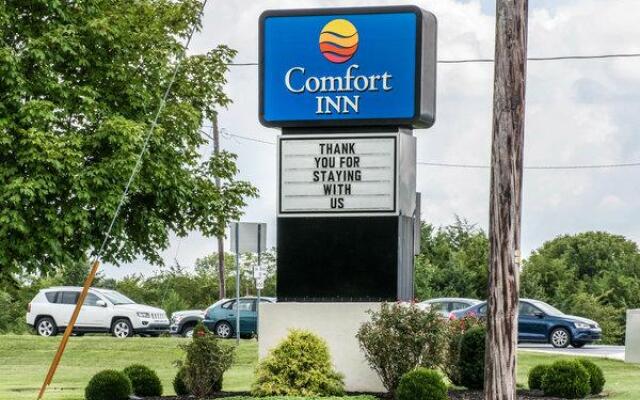 Comfort
INN
THANK
YOU FOR
STAYING
WITH
US